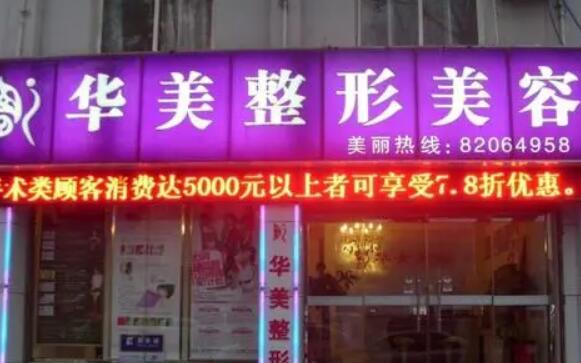 华美整形美容
美丽热线:82064958
术类顾客消费达5000元以上者可享受7.8折优惠。
华美整形